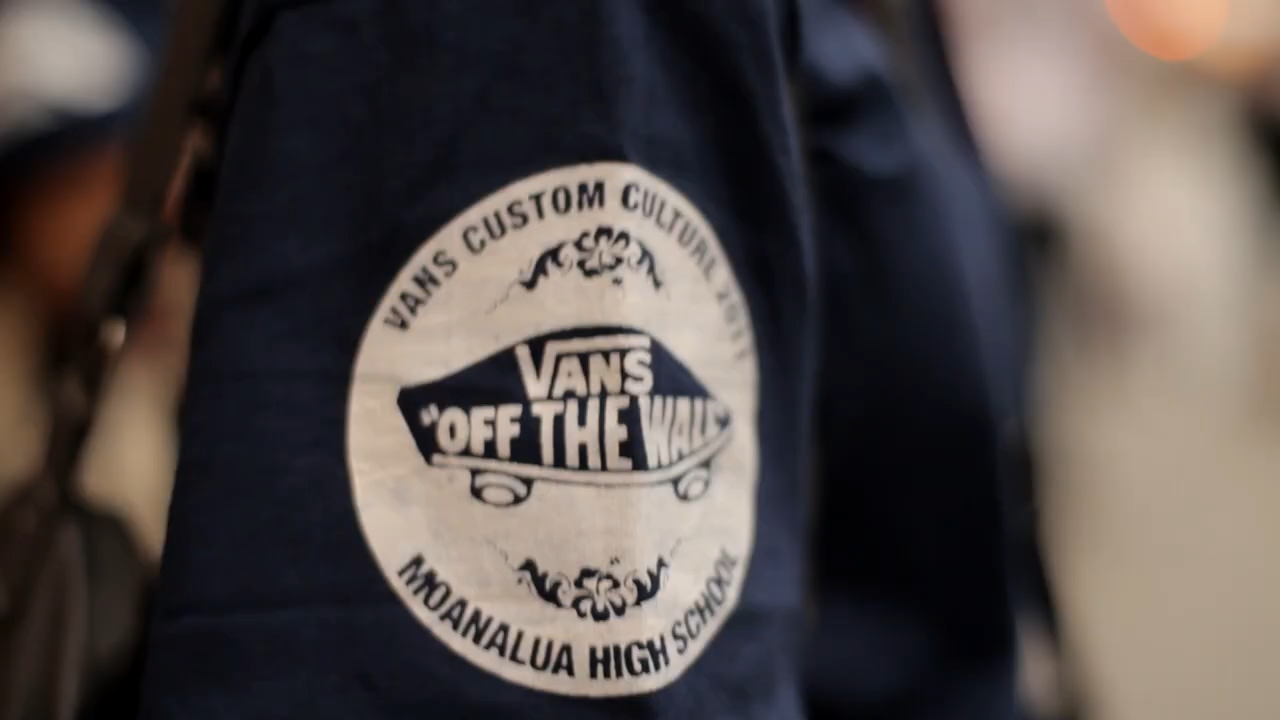 VANS CUSTOM CULTURE 2011
VANS
"OFF THE WALL"
MOANALUA HIGH SCHOOL